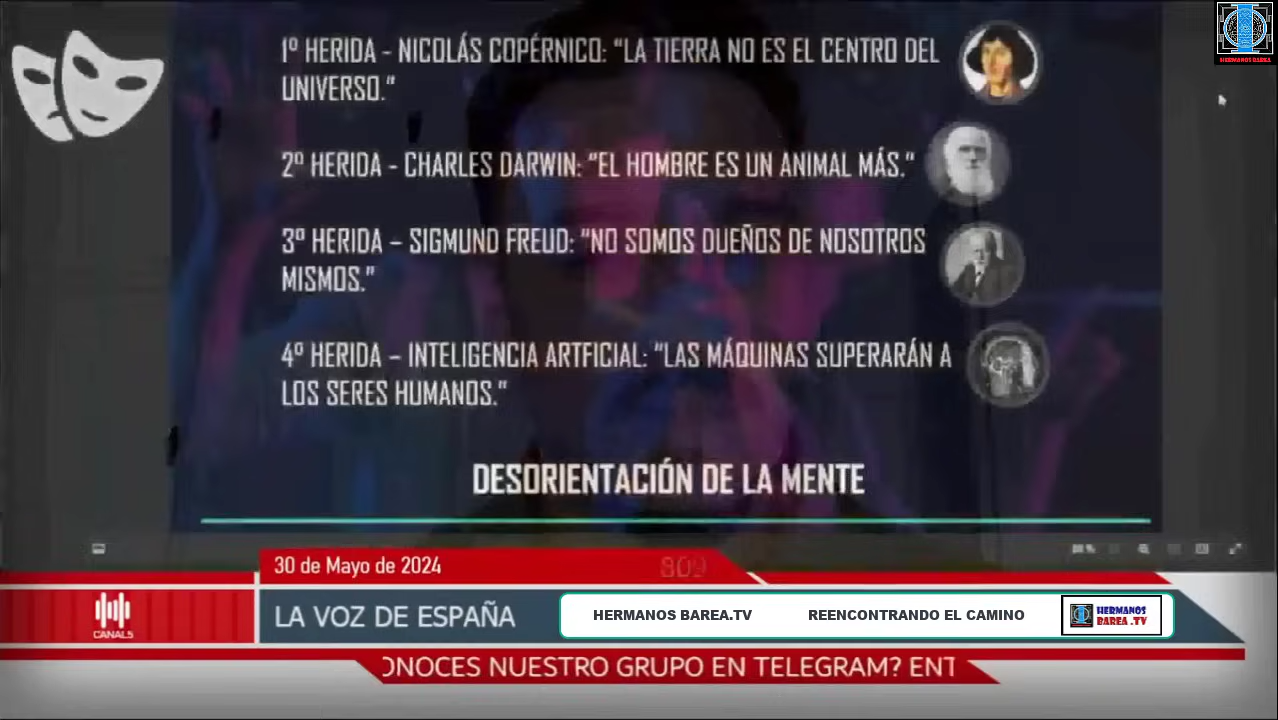 HERMANOS BAREA
1º HERIDA - NICOLÁS COPÉRNICO: “LA TIERRA NO ES EL CENTRO DEL
UNIVERSO.”
2º HERIDA - CHARLES DARWIN: “EL HOMBRE ES UN ANIMAL MÁS.”
3º HERIDA – SIGMUND FREUD: “NO SOMOS DUEÑOS DE NOSOTROS
MISMOS.”
4º HERIDA – INTELIGENCIA ARTFICIAL: “LAS MÁQUINAS SUPERARÁN A
LOS SERES HUMANOS.”
DESORIENTACIÓN DE LA MENTE
30 de Mayo de 2024
809
CANAL5
LA VOZ DE ESPAÑA
HERMANOS BAREA.TV REENCONTRANDO EL CAMINO
HERMANOS
BAREA .TV
ONOCES NUESTRO GRUPO EN TELEGRAM? ENT